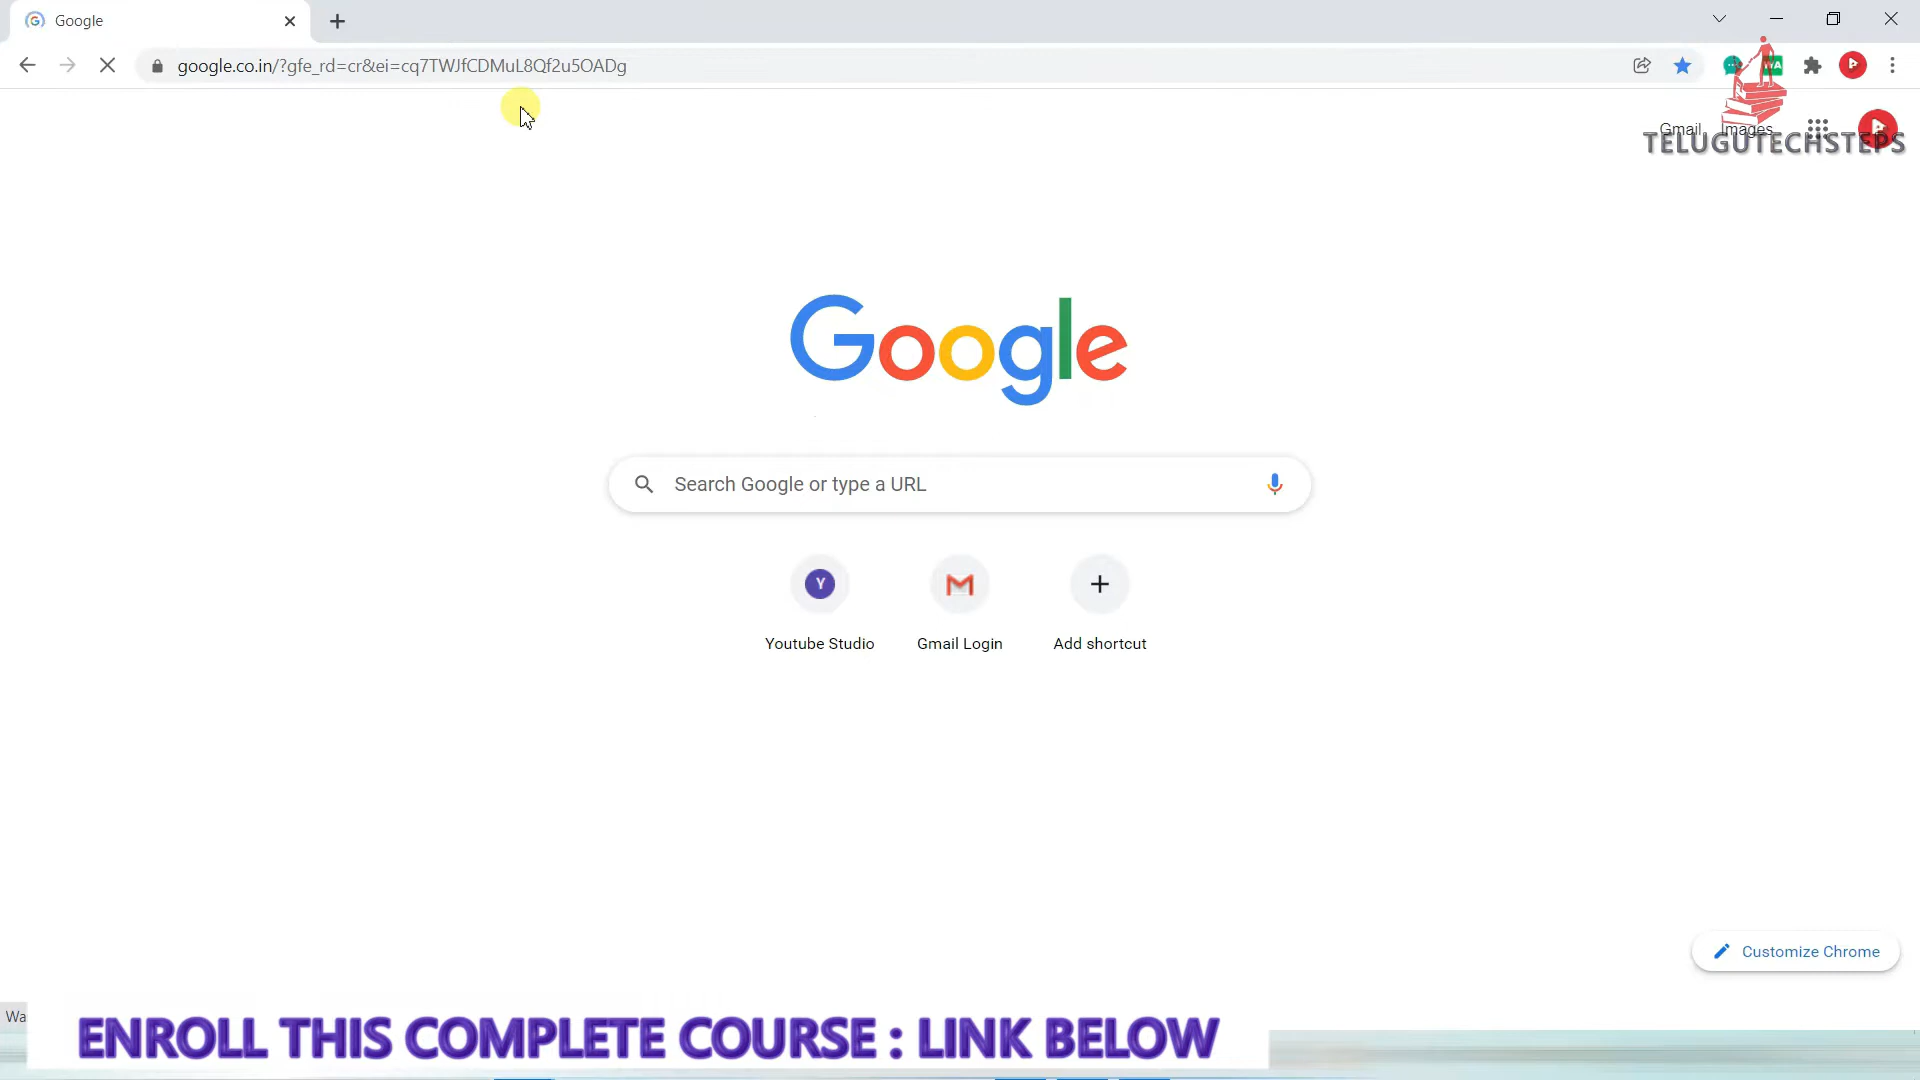 Google
google.co.in/?gfe_rd=cr&ei=cq7TWJfCDMuL8Qf2u5OADg
Gmail Images
TELUGUTECHSTEPS
Google
Search Google or type a URL
Y
Youtube Studio
Gmail Login
Add shortcut
Customize Chrome
Wa
ENROLL THIS COMPLETE COURSE : LINK BELOW